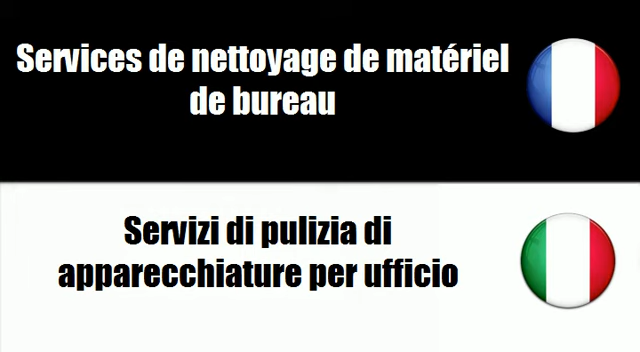 Services de nettoyage de matériel
de bureau
Servizi di pulizia di
apparecchiature per ufficio